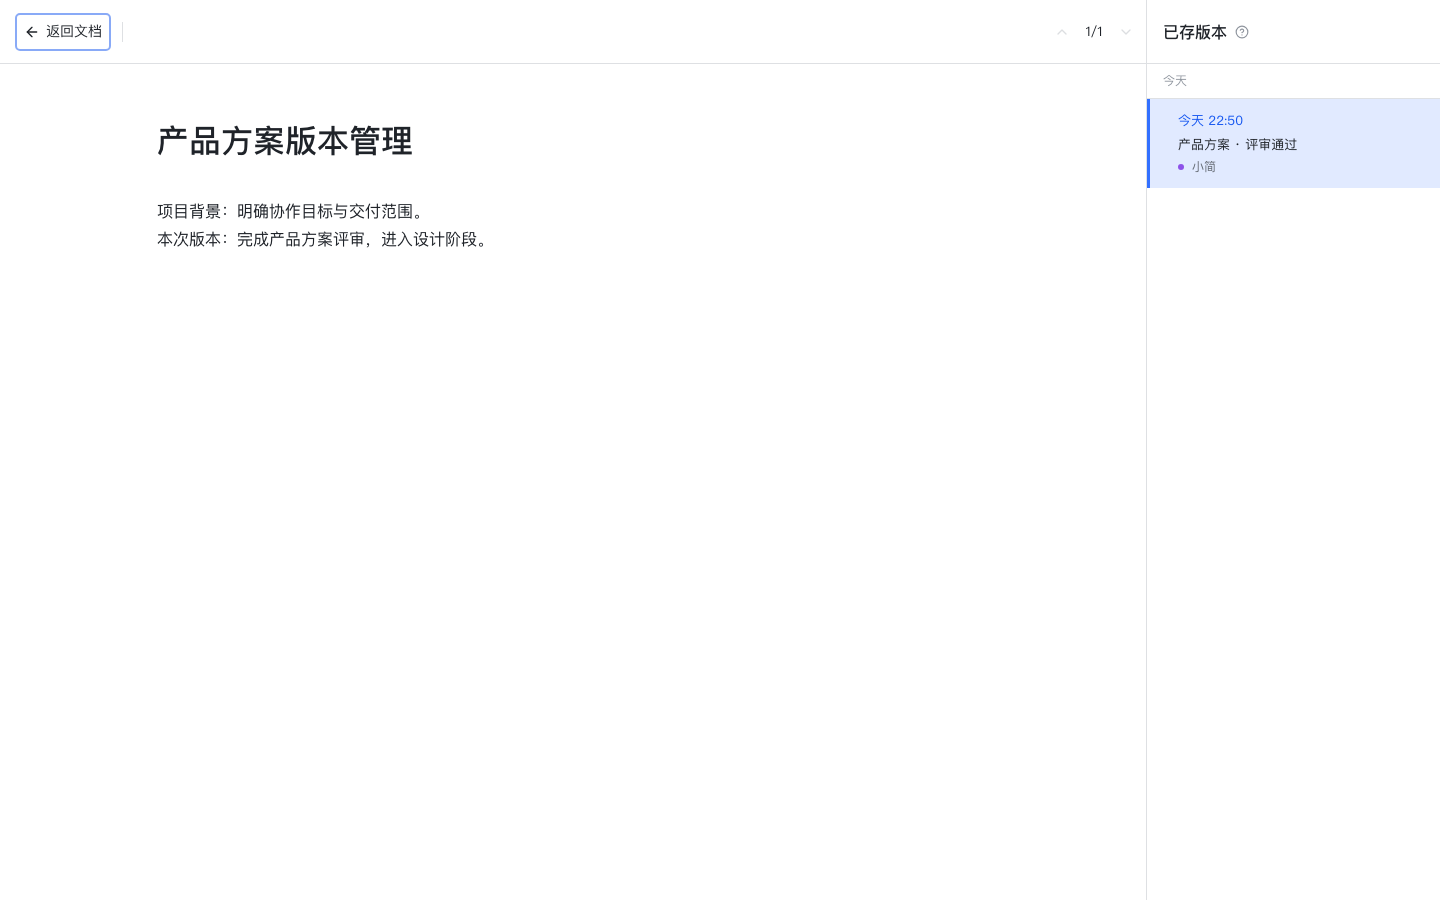 返回文档
1/1
已存版本
今天
今天 22:50
产品方案 · 评审通过
小简
产品方案版本管理
项目背景：明确协作目标与交付范围。
本次版本：完成产品方案评审，进入设计阶段。